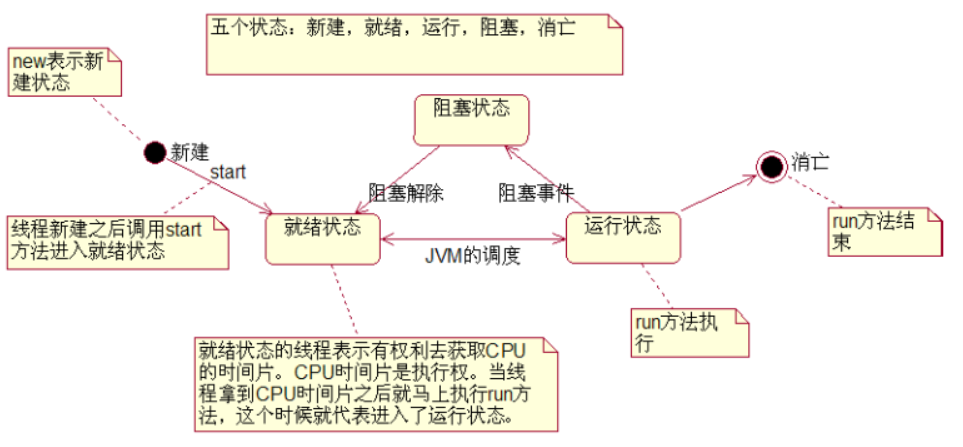 五个状态：新建，就绪，运行，阻塞，消亡
new表示新
建状态
阻塞状态
新建
消亡
start
阻塞解除
阻塞事件
线程新建之后调用start
方法进入就绪状态
就绪状态
运行状态
run方法结
束
JVM的调度
run方法执
行
就绪状态的线程表示有权利去获取CPU
的时间片。CPU时间片是执行权。当线
程拿到CPU时间片之后就马上执行run方
法，这个时候就代表进入了运行状态。